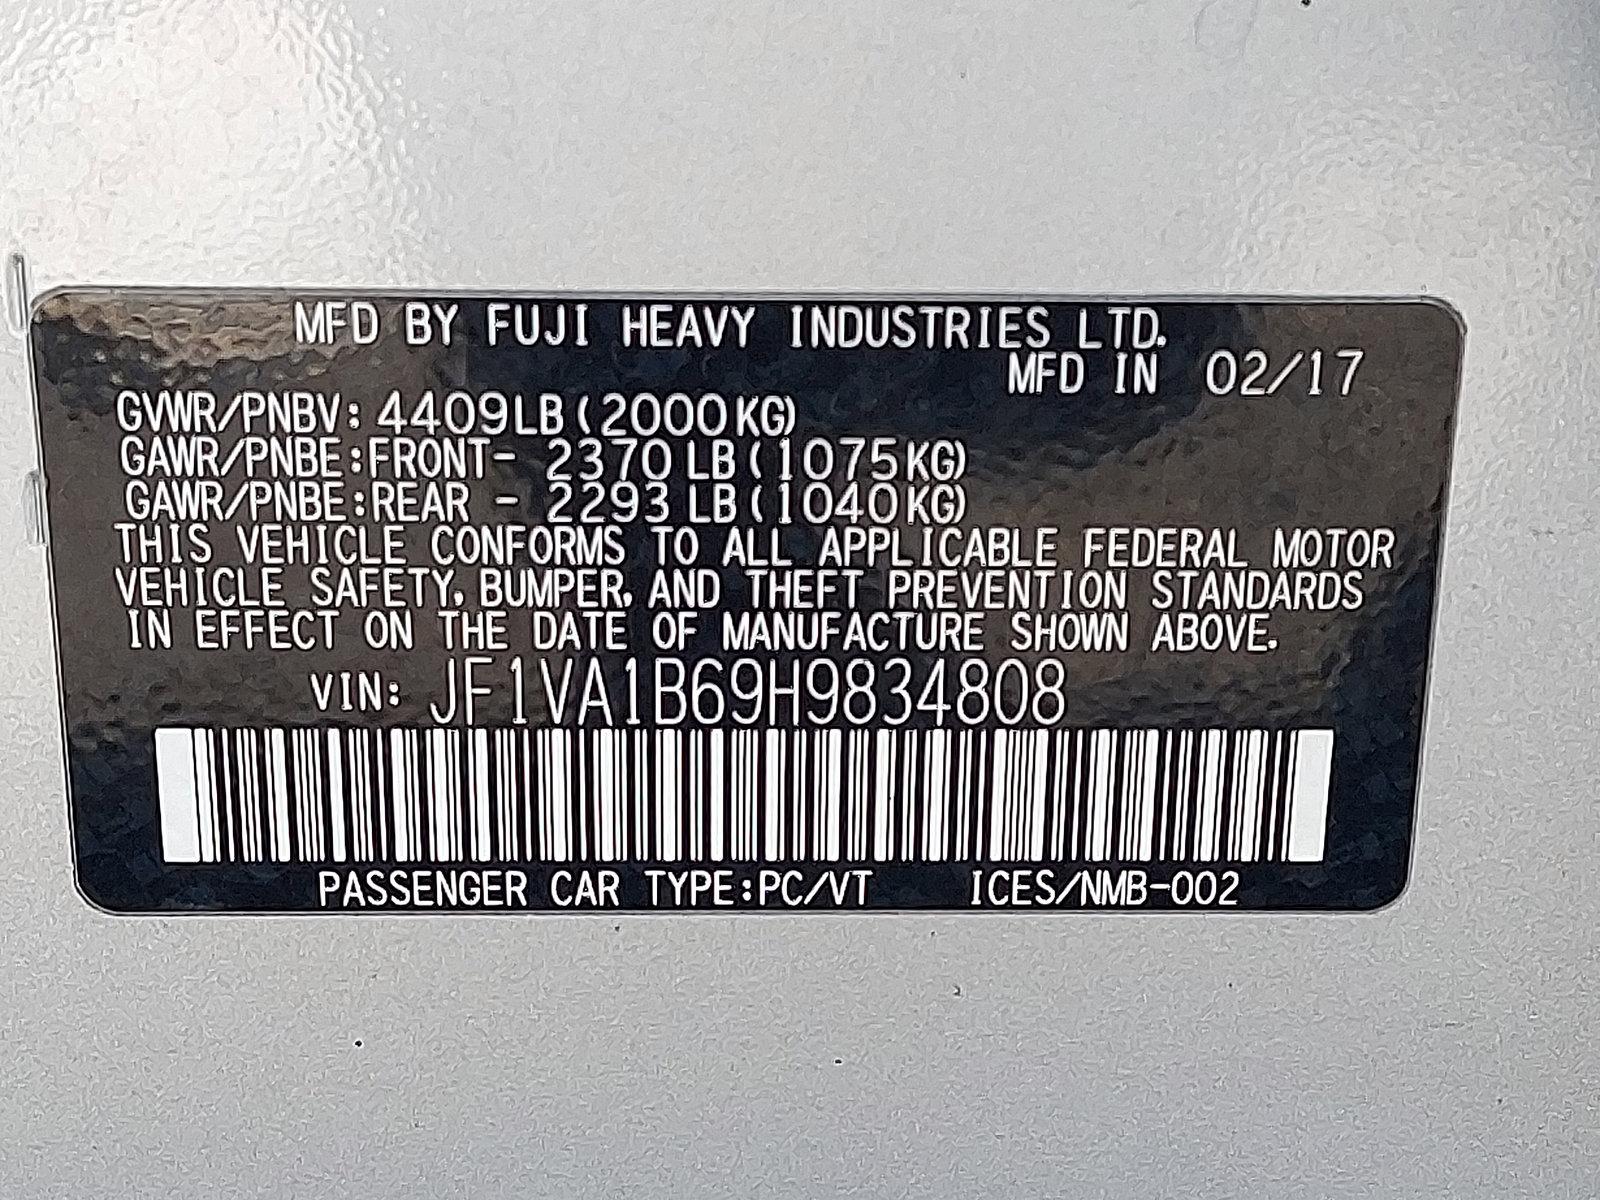 MFD BY FUJI HEAVY INDUSTRIES LTD.
MFD IN 02/17
GVWR/PNBV: 4409LB(2000KG)
GAWR/PNBE:FRONT- 2370LB(1075KG)
GAWR/PNBE:REAR - 2293LB(1040KG)
THIS VEHICLE CONFORMS TO ALL APPLICABLE FEDERAL MOTOR
VEHICLE SAFETY, BUMPER, AND THEFT PREVENTION STANDARDS
IN EFFECT ON THE DATE OF MANUFACTURE SHOWN ABOVE.
VIN: JF1VA1B69H9834808
PASSENGER CAR TYPE:PC/VT ICES/NMB-002